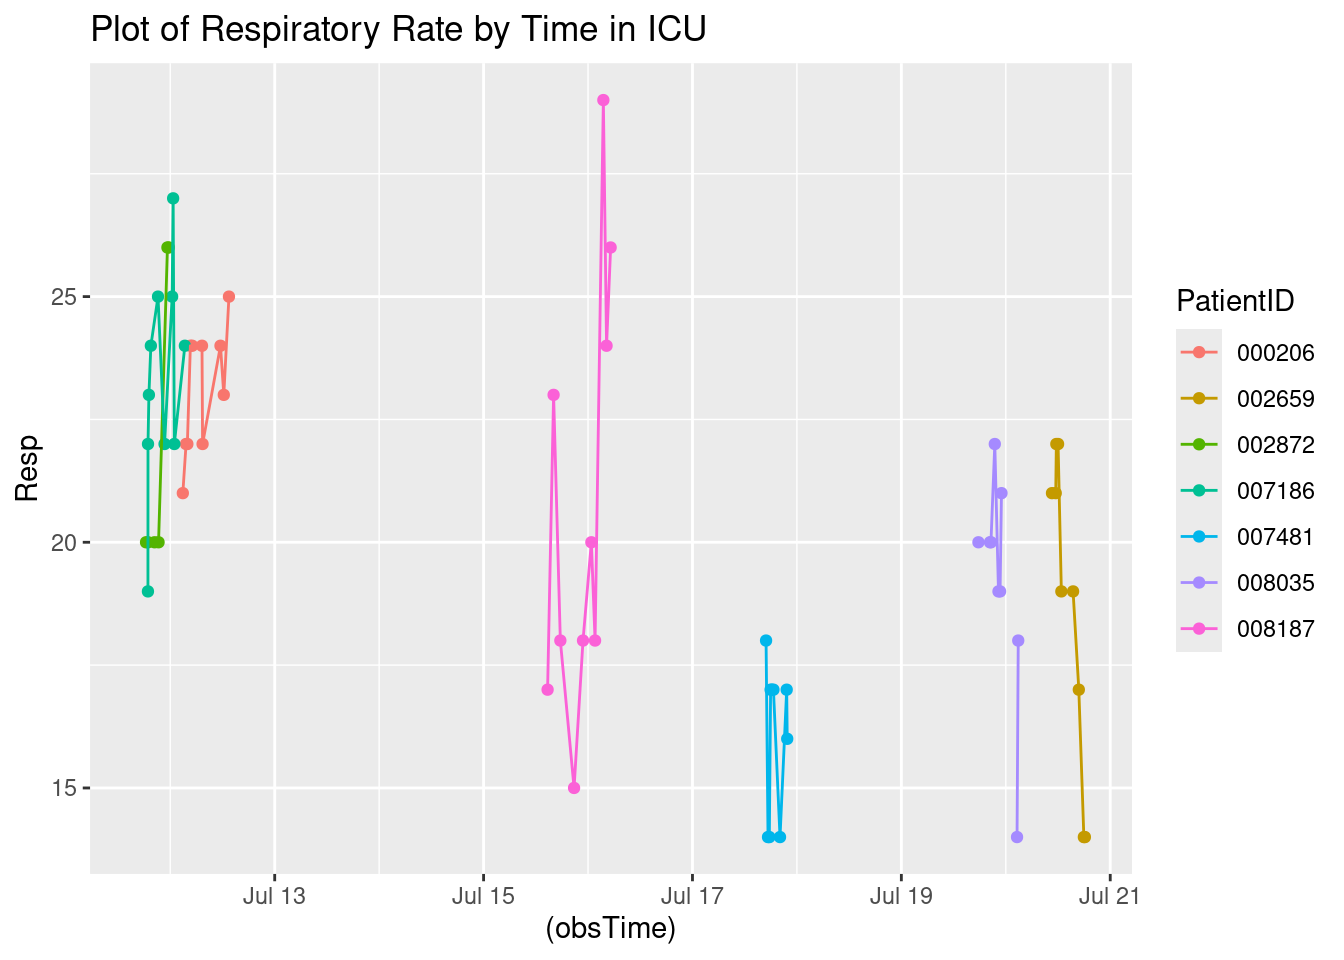 Plot of Respiratory Rate by Time in ICU
Resp
25
20
15
Jul 13
Jul 15
Jul 17
Jul 19
Jul 21
(obsTime)
PatientID
000206
002659
002872
007186
007481
008035
008187